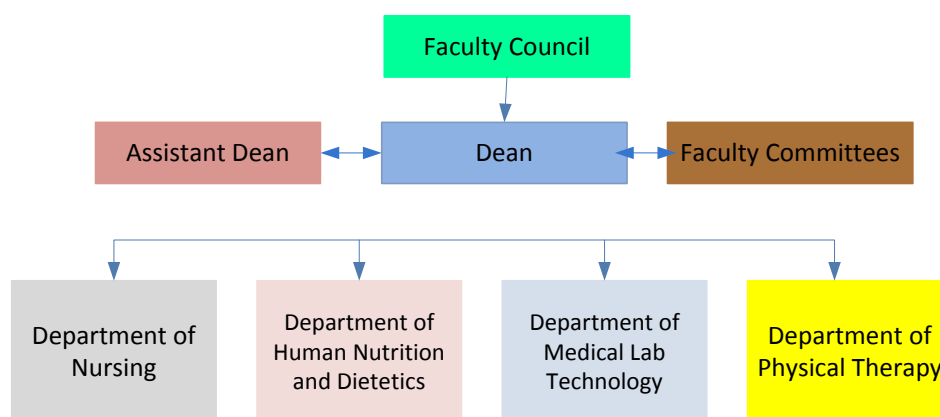 Faculty Council
Assistant Dean
Dean
Faculty Committees
Department of
Nursing
Department of
Human Nutrition
and Dietetics
Department of
Medical Lab
Technology
Department of
Physical Therapy